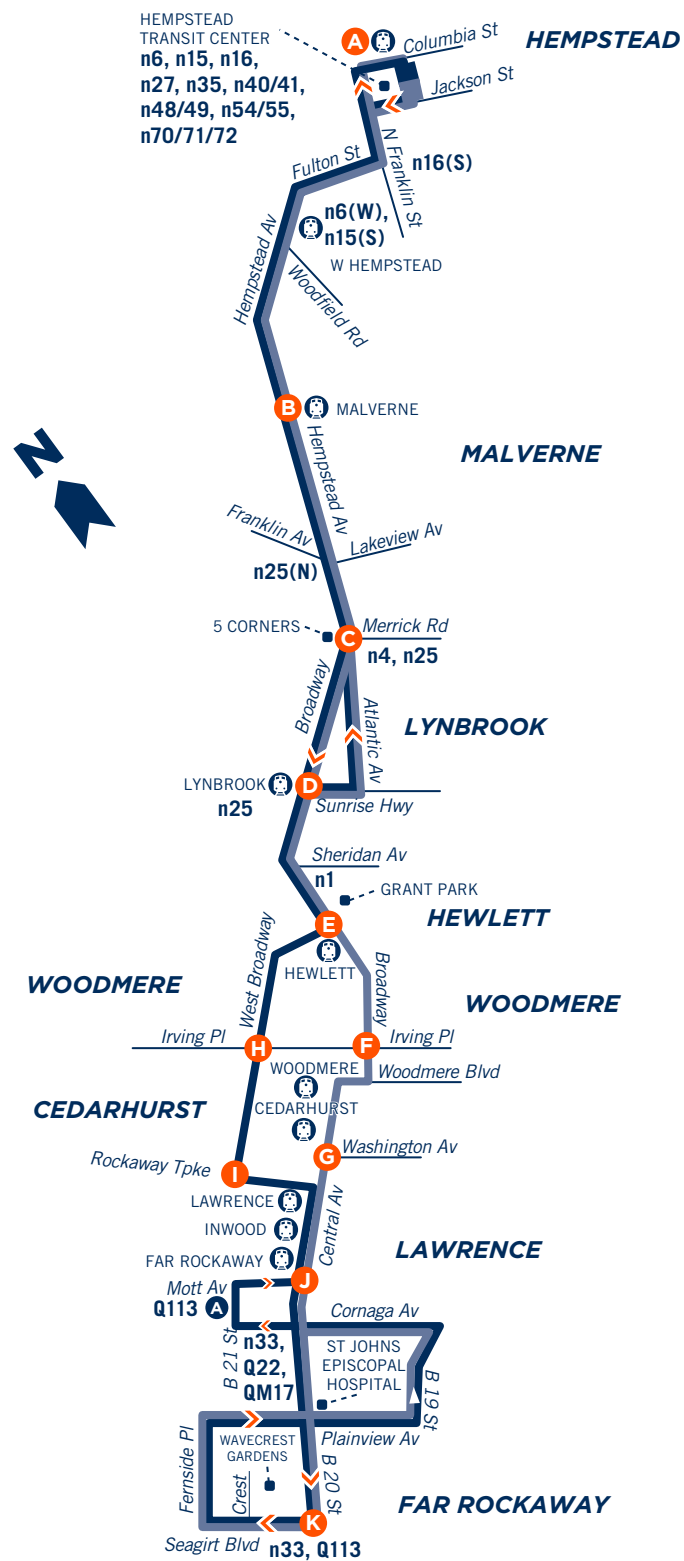 HEMPSTEAD
TRANSIT CENTER
n6, n15, n16,
n27, n35, n40/41,
n48/49, n54/55,
n70/71/72
A
Columbia St
HEMPSTEAD
Jackson St
N Franklin St
n16(S)
Fulton St
n6(W),
n15(S)
W HEMPSTEAD
Hempstead Av
Woodfield Rd
B
MALVERNE
Hempstead Av
MALVERNE
N
Franklin Av
Lakeview Av
n25(N)
5 CORNERS
C
Merrick Rd
n4, n25
Broadway
Atlantic Av
LYNBROOK
LYNBROOK
D
n25
Sunrise Hwy
Sheridan Av
n1
GRANT PARK
E
HEWLETT
HEWLETT
West Broadway
Broadway
WOODMERE
WOODMERE
Irving Pl
H
F
Irving Pl
WOODMERE
Woodmere Blvd
CEDARHURST
CEDARHURST
Washington Av
G
Rockaway Tpke
I
LAWRENCE
Central Av
INWOOD
LAWRENCE
FAR ROCKAWAY
J
Mott Av
Q113 A
Cornaga Av
B 21 St
n33,
Q22,
QM17
ST JOHNS
EPISCOPAL
HOSPITAL
B 19 St
Plainview Av
Fernside Pl
WAVECREST
GARDENS
Crest
B 20 St
FAR ROCKAWAY
K
Seagirt Blvd
n33, Q113